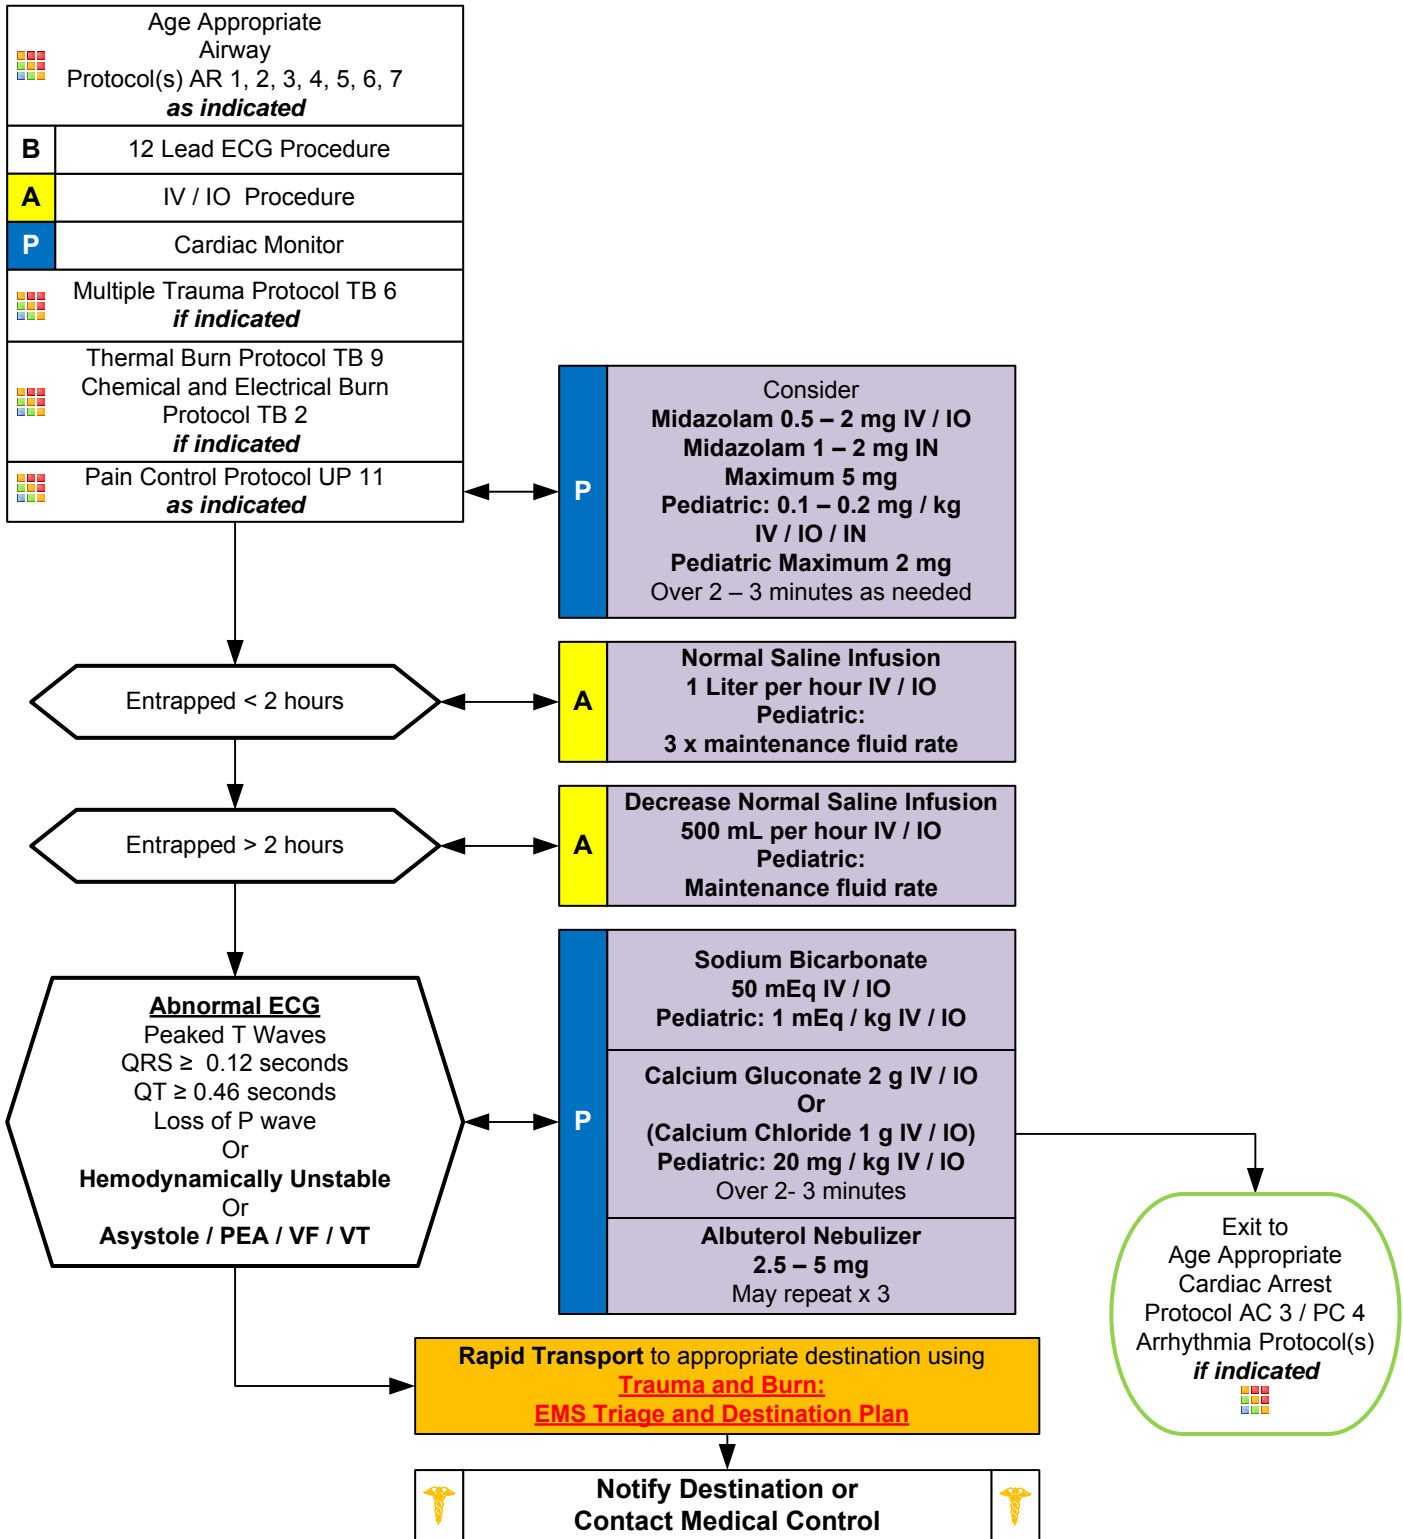 Age Appropriate
Airway
Protocol(s) AR 1, 2, 3, 4, 5, 6, 7
as indicated
B
12 Lead ECG Procedure
A
IV / IO Procedure
P
Cardiac Monitor
Multiple Trauma Protocol TB 6
if indicated
Thermal Burn Protocol TB 9
Chemical and Electrical Burn
Protocol TB 2
if indicated
Pain Control Protocol UP 11
as indicated
P
Consider
Midazolam 0.5 – 2 mg IV / IO
Midazolam 1 – 2 mg IN
Maximum 5 mg
Pediatric: 0.1 – 0.2 mg / kg
IV / IO / IN
Pediatric Maximum 2 mg
Over 2 – 3 minutes as needed
Entrapped < 2 hours
A
Normal Saline Infusion
1 Liter per hour IV / IO
Pediatric:
3 x maintenance fluid rate
Entrapped > 2 hours
A
Decrease Normal Saline Infusion
500 mL per hour IV / IO
Pediatric:
Maintenance fluid rate
Abnormal ECG
Peaked T Waves
QRS ≥ 0.12 seconds
QT ≥ 0.46 seconds
Loss of P wave
Or
Hemodynamically Unstable
Or
Asystole / PEA / VF / VT
P
Sodium Bicarbonate
50 mEq IV / IO
Pediatric: 1 mEq / kg IV / IO
Calcium Gluconate 2 g IV / IO
Or
(Calcium Chloride 1 g IV / IO)
Pediatric: 20 mg / kg IV / IO
Over 2- 3 minutes
Albuterol Nebulizer
2.5 – 5 mg
May repeat x 3
Exit to
Age Appropriate
Cardiac Arrest
Protocol AC 3 / PC 4
Arrhythmia Protocol(s)
if indicated
Rapid Transport to appropriate destination using
Trauma and Burn:
EMS Triage and Destination Plan
Notify Destination or
Contact Medical Control